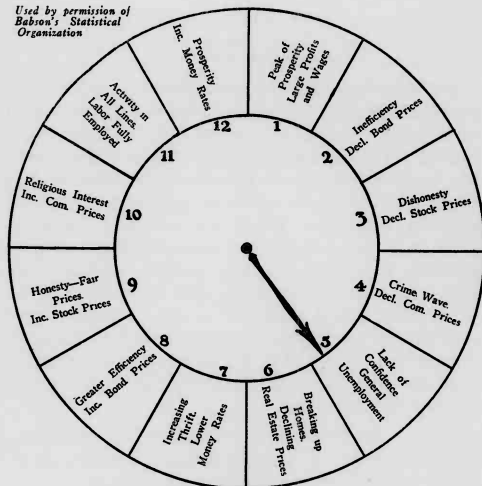 Used by permission of
Babson's Statistical
Organization
Peak of
Prosperity
Large Profits
and Wages
1
Inefficiency
Decl. Bond Prices
2
Dishonesty
Decl. Stock Prices
3
Crime Wave.
Decl. Com. Prices
4
Lack of
Confidence
General
Unemployment
5
Breaking up
Homes.
Declining
Real Estate Prices
6
Increasing
Thrift.
Lower
Money Rates
7
Greater Efficiency
Inc. Bond Prices
8
Honesty—Fair
Prices.
Inc. Stock Prices
9
Religious Interest
Inc. Com. Prices
10
Activity in
All Lines.
Labor Fully
Employed
11
Prosperity
Inc. Money Rates
12